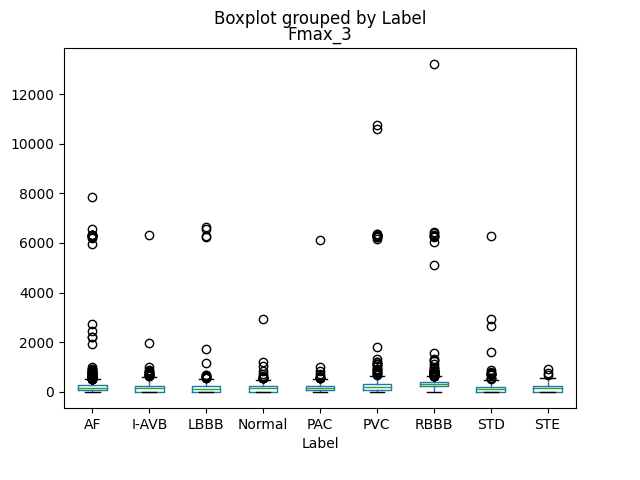 Boxplot grouped by Label
Fmax_3
12000
10000
8000
6000
4000
2000
0
AF I-AVB LBBB Normal PAC PVC RBBB STD STE
Label